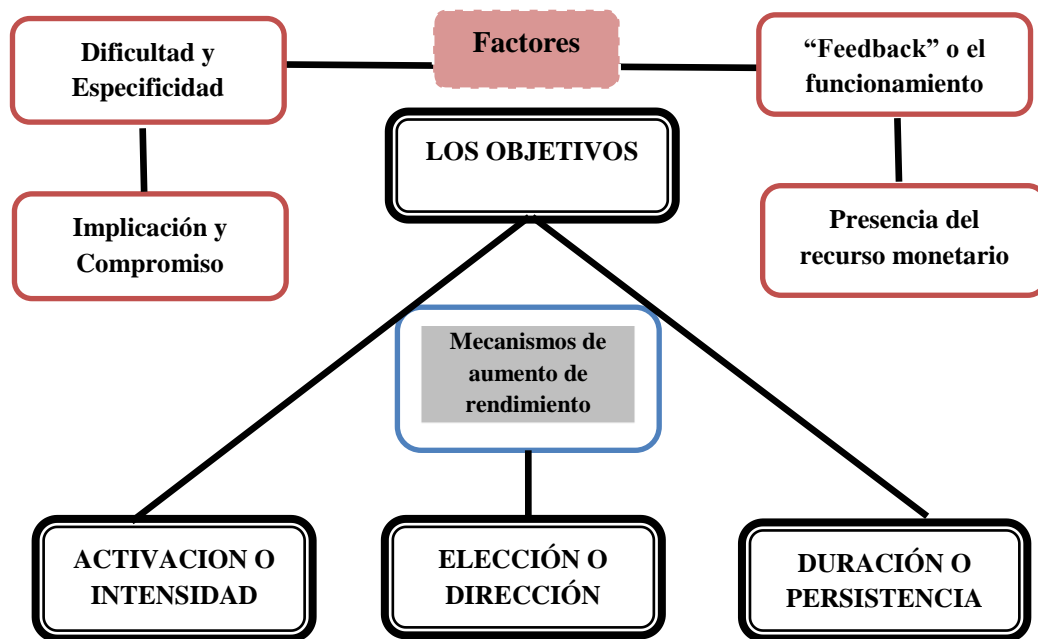 Factores
Dificultad y
Especificidad
“Feedback” o el
funcionamiento
LOS OBJETIVOS
Implicación y
Compromiso
Presencia del
recurso monetario
Mecanismos de
aumento de
rendimiento
ACTIVACION O
INTENSIDAD
ELECCIÓN O
DIRECCIÓN
DURACIÓN O
PERSISTENCIA